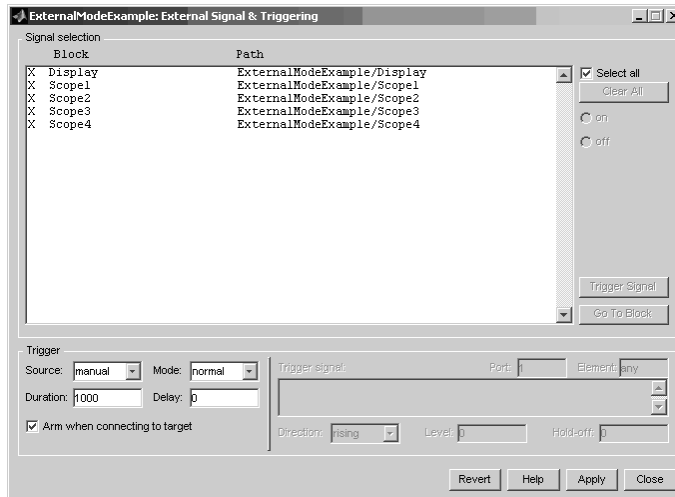 ExternalModeExample: External Signal & Triggering
Signal selection
Block Path
X Display ExternalModeExample/Display
X Scope1 ExternalModeExample/Scope1
X Scope2 ExternalModeExample/Scope2
X Scope3 ExternalModeExample/Scope3
X Scope4 ExternalModeExample/Scope4
Select all
Clear All
on
off
Trigger Signal
Go To Block
Trigger
Source: manual Mode: normal
Duration: 1000 Delay: 0
Arm when connecting to target
Trigger signal: Port: 1 Element: any
Direction: rising Level: 0 Hold-off: 0
Revert Help Apply Close